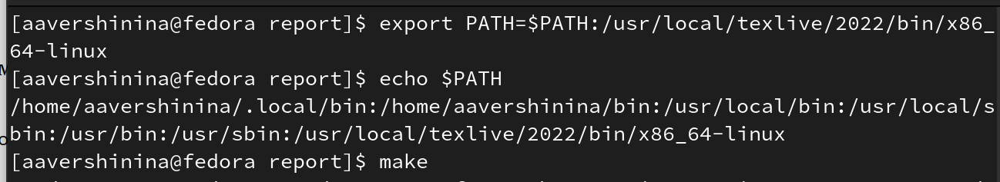 [aavershinina@fedora report]$ export PATH=$PATH:/usr/local/texlive/2022/bin/x86_
64-linux
[aavershinina@fedora report]$ echo $PATH
/home/aavershinina/.local/bin:/home/aavershinina/bin:/usr/local/bin:/usr/local/s
bin:/usr/bin:/usr/sbin:/usr/local/texlive/2022/bin/x86_64-linux
[aavershinina@fedora report]$ make